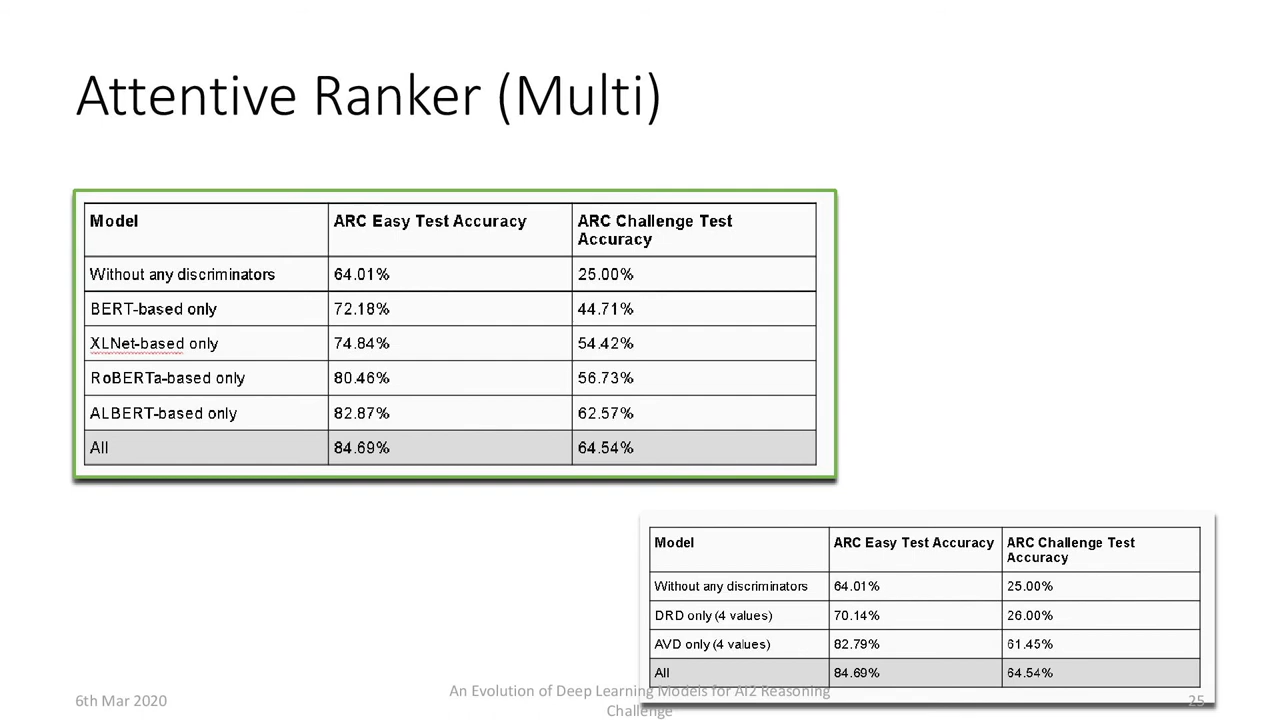 Attentive Ranker (Multi)
Model ARC Easy Test Accuracy ARC Challenge Test
Accuracy
Without any discriminators 64.01% 25.00%
BERT-based only 72.18% 44.71%
XLNet-based only 74.84% 54.42%
RoBERTa-based only 80.46% 56.73%
ALBERT-based only 82.87% 62.57%
All 84.69% 64.54%
Model ARC Easy Test Accuracy ARC Challenge Test
Accuracy
Without any discriminators 64.01% 25.00%
DRD only (4 values) 70.14% 26.00%
AVD only (4 values) 82.79% 61.45%
All 84.69% 64.54%
6th Mar 2020
An Evolution of Deep Learning Models for AI2 Reasoning
Challenge
25